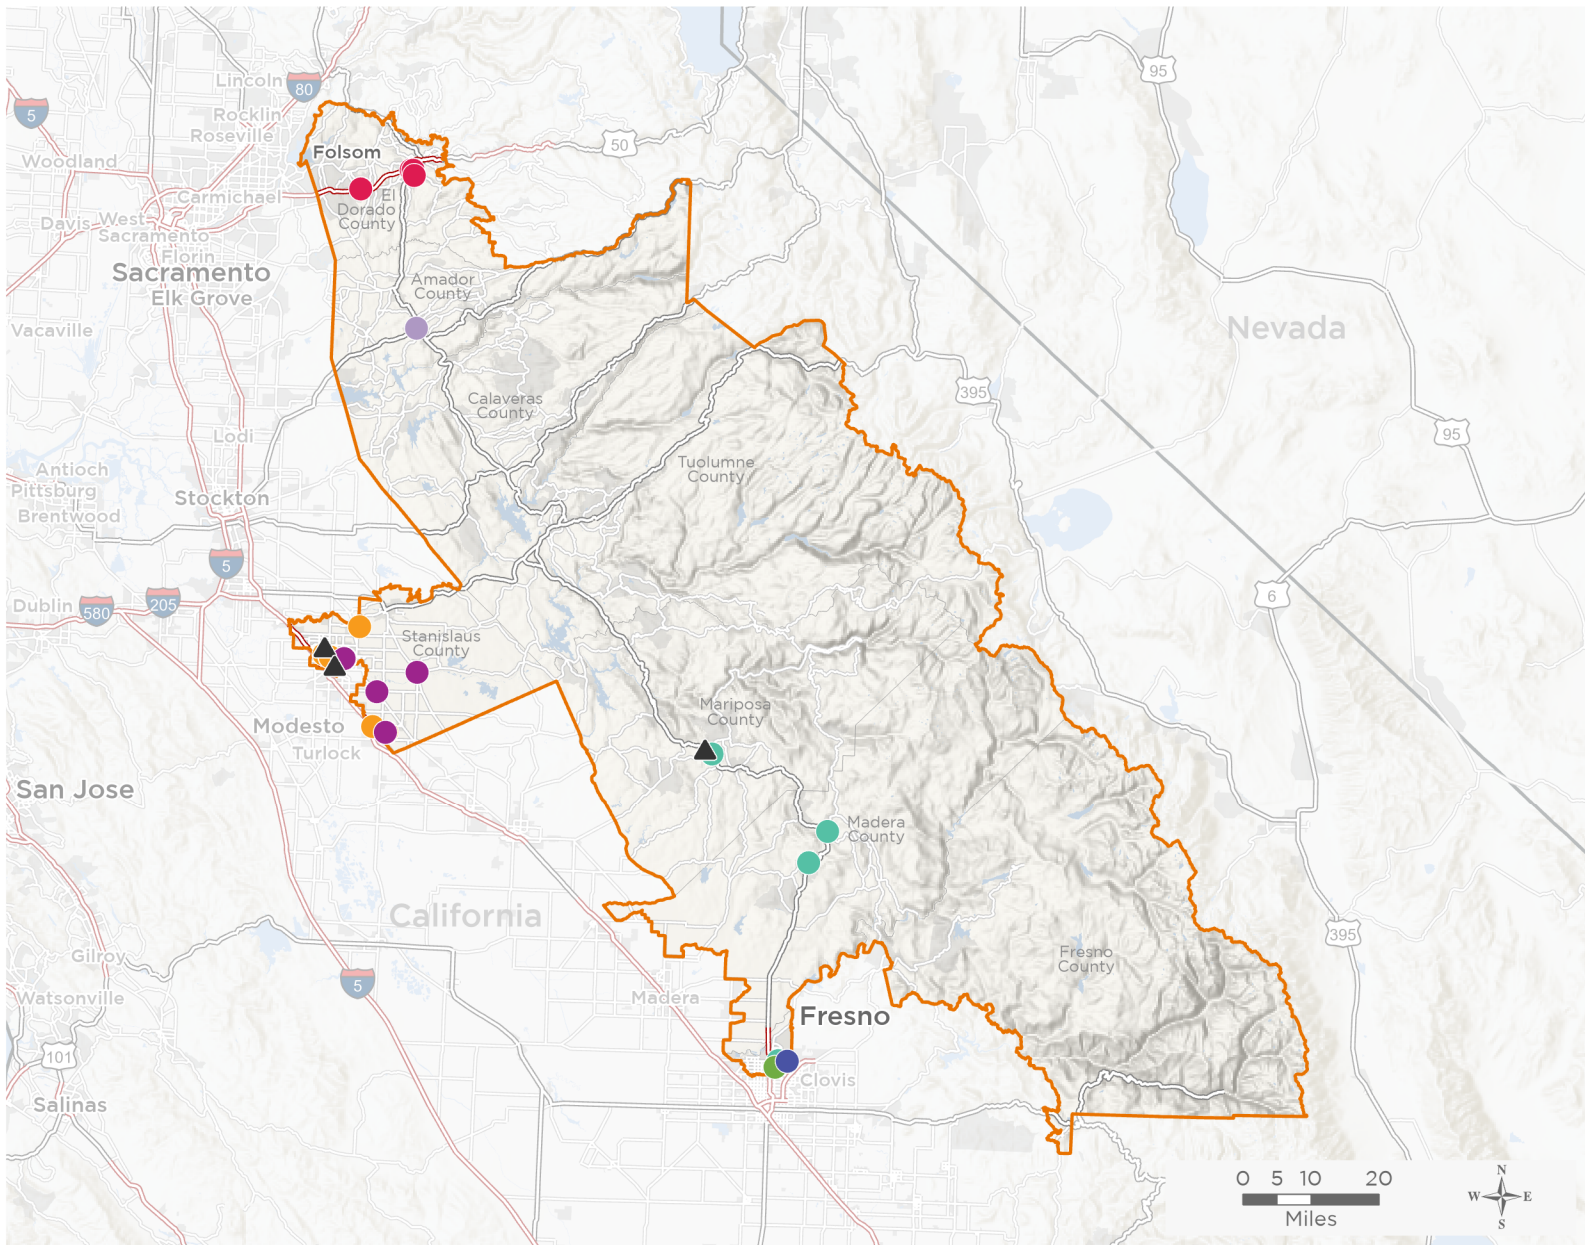 95
Lincoln
80
5
Rocklin
Roseville
50
Folsom
Woodland
Carmichael
El
Dorado
County
Davis
West
Sacramento
Florin
Sacramento
Elk Grove
Amador
County
Vacaville
Nevada
395
Calaveras
County
95
Lodi
Antioch
Pittsburg
Brentwood
Tuolumne
County
Stockton
5
Dublin
580
205
6
Stanislaus
County
Mariposa
County
Modesto
Turlock
San Jose
Madera
County
California
395
Gilroy
Fresno
County
5
Watsonville
Madera
Fresno
101
Clovis
Salinas
0 5 10 20
Miles
N
W E
S